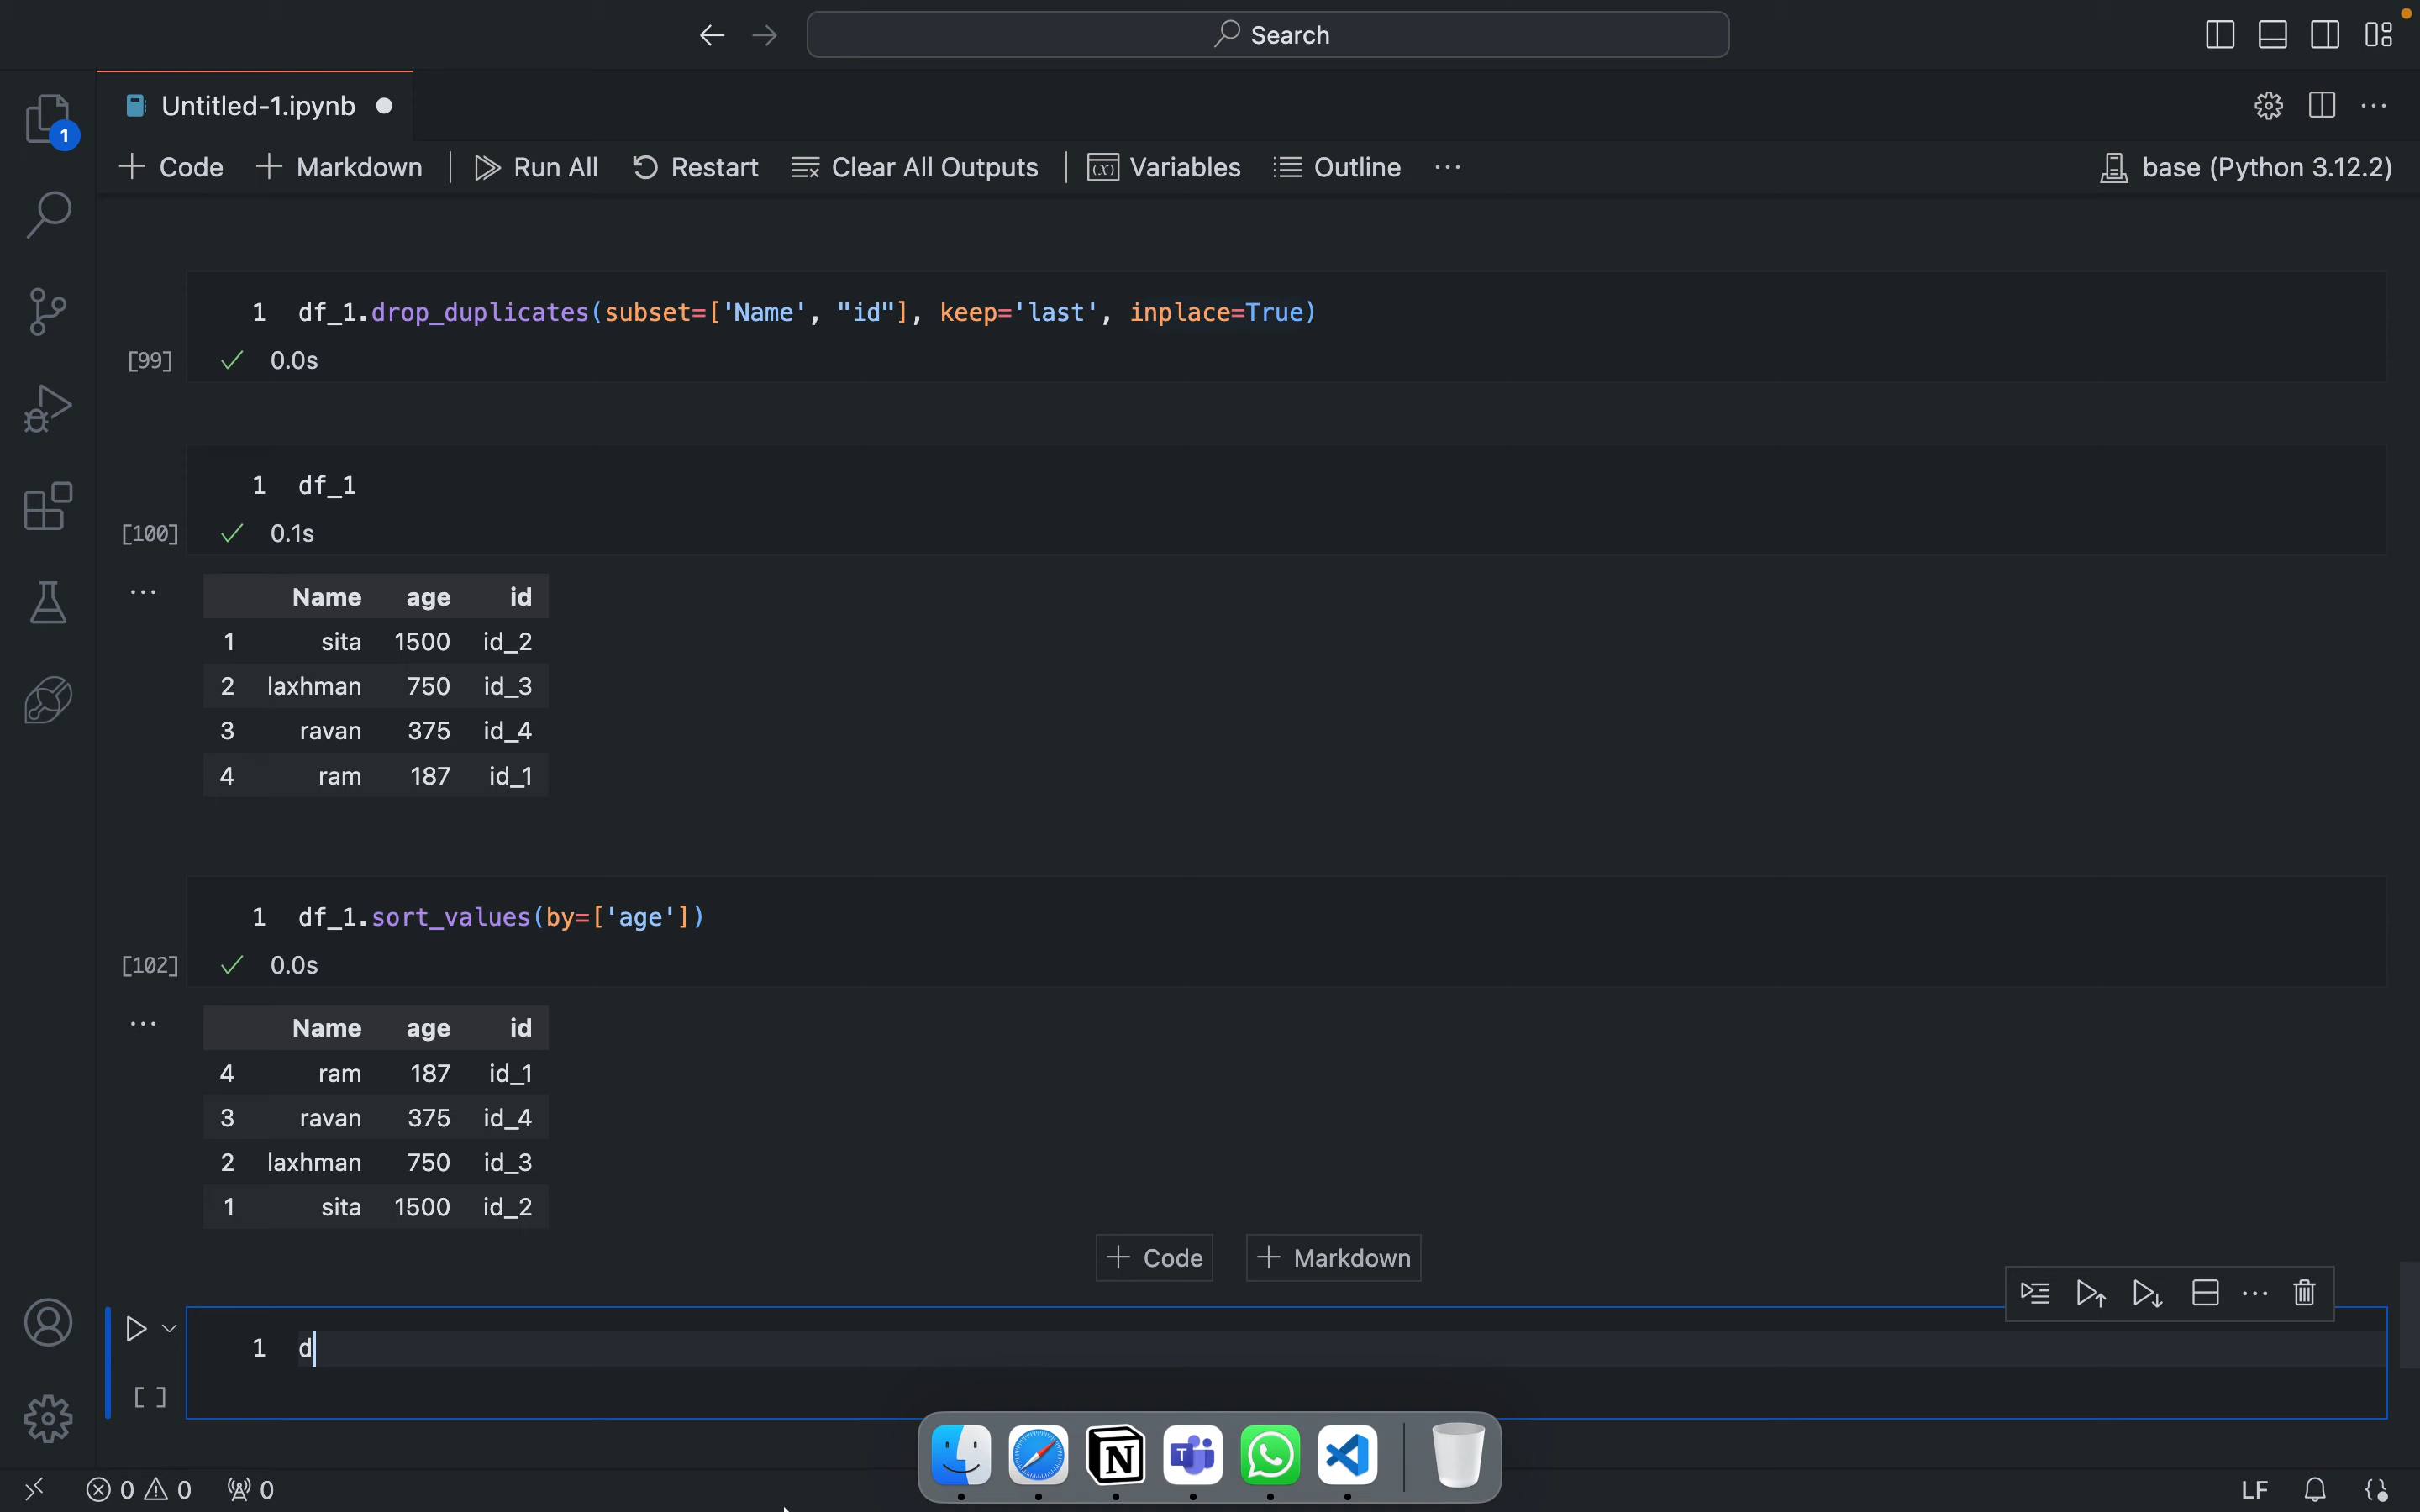 Search
1
Untitled-1.ipynb
Code Markdown Run All Restart Clear All Outputs Variables Outline ... base (Python 3.12.2)
1 df_1.drop_duplicates(subset=['Name', "id"], keep='last', inplace=True)
[99] 0.0s
1 df_1
[100] 0.1s
Name age id
1 sita 1500 id_2
2 laxhman 750 id_3
3 ravan 375 id_4
4 ram 187 id_1
1 df_1.sort_values(by=['age'])
[102] 0.0s
Name age id
4 ram 187 id_1
3 ravan 375 id_4
2 laxhman 750 id_3
1 sita 1500 id_2
+ Code + Markdown
1 d
[ ]
N T
0 0 0 LF